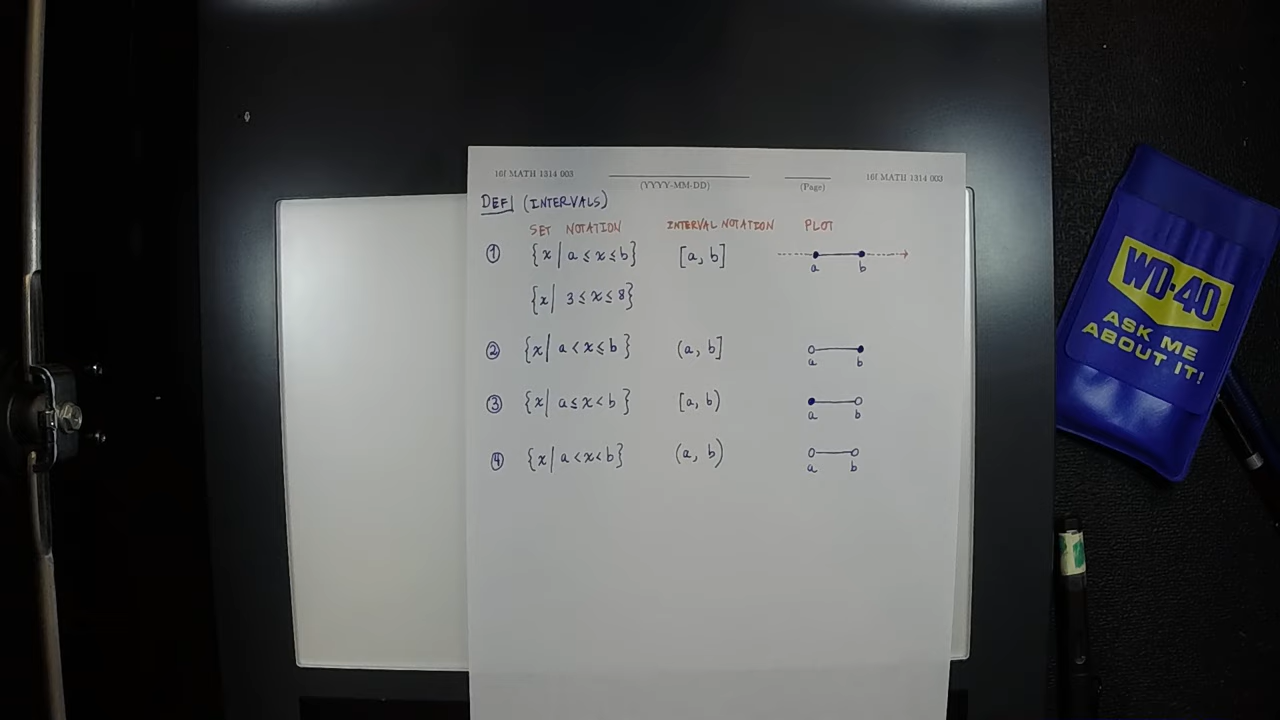 16f MATH 1314 003 (YYYY-MM-DD) (Page) 16f MATH 1314 003
DEF| (INTERVALS)
SET NOTATION INTERVAL NOTATION PLOT
① {x | a ≤ x ≤ b} [a, b] a b
{x | 3 ≤ x ≤ 8}
② {x | a < x ≤ b} (a, b] a b
③ {x | a ≤ x < b} [a, b) a b
④ {x | a < x < b} (a, b) a b
WD-40
ASK ME
ABOUT IT!